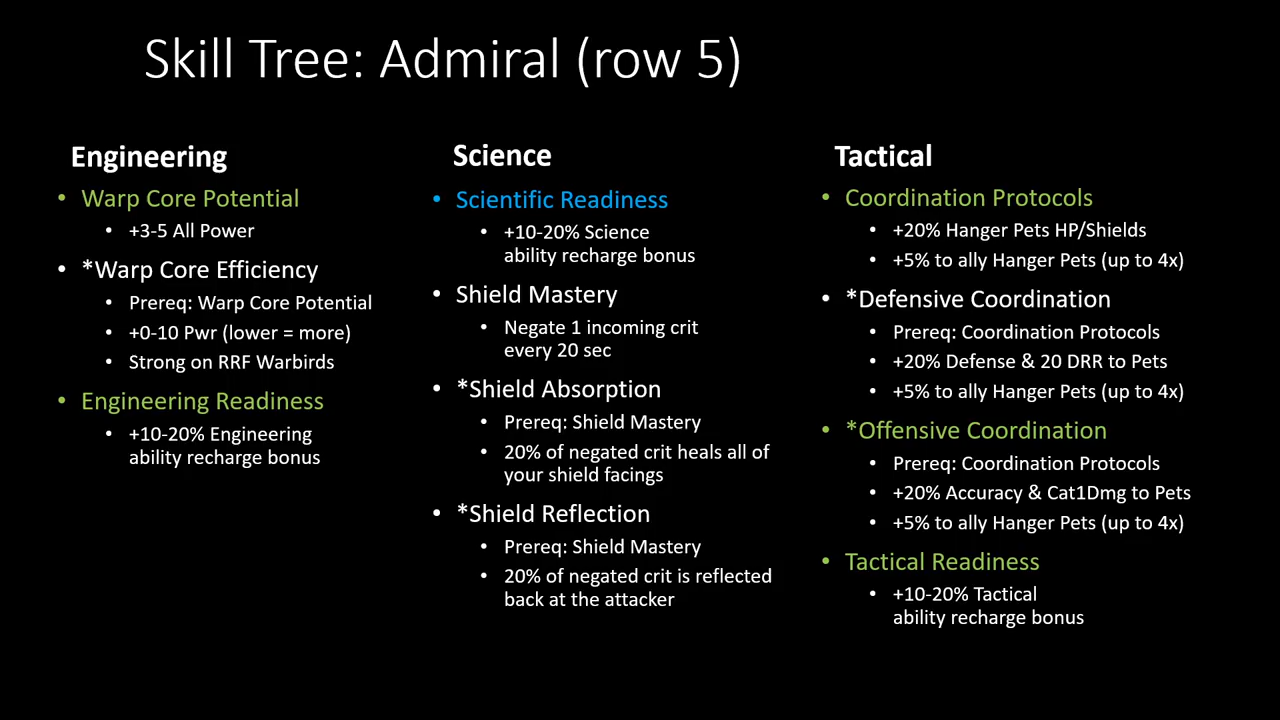 Skill Tree: Admiral (row 5)
Engineering
• Warp Core Potential
• +3-5 All Power
• *Warp Core Efficiency
• Prereq: Warp Core Potential
• +0-10 Pwr (lower = more)
• Strong on RRF Warbirds
• Engineering Readiness
• +10-20% Engineering
ability recharge bonus
Science
• Scientific Readiness
• +10-20% Science
ability recharge bonus
• Shield Mastery
• Negate 1 incoming crit
every 20 sec
• *Shield Absorption
• Prereq: Shield Mastery
• 20% of negated crit heals all of
your shield facings
• *Shield Reflection
• Prereq: Shield Mastery
• 20% of negated crit is reflected
back at the attacker
Tactical
• Coordination Protocols
• +20% Hanger Pets HP/Shields
• +5% to ally Hanger Pets (up to 4x)
• *Defensive Coordination
• Prereq: Coordination Protocols
• +20% Defense & 20 DRR to Pets
• +5% to ally Hanger Pets (up to 4x)
• *Offensive Coordination
• Prereq: Coordination Protocols
• +20% Accuracy & Cat1Dmg to Pets
• +5% to ally Hanger Pets (up to 4x)
• Tactical Readiness
• +10-20% Tactical
ability recharge bonus